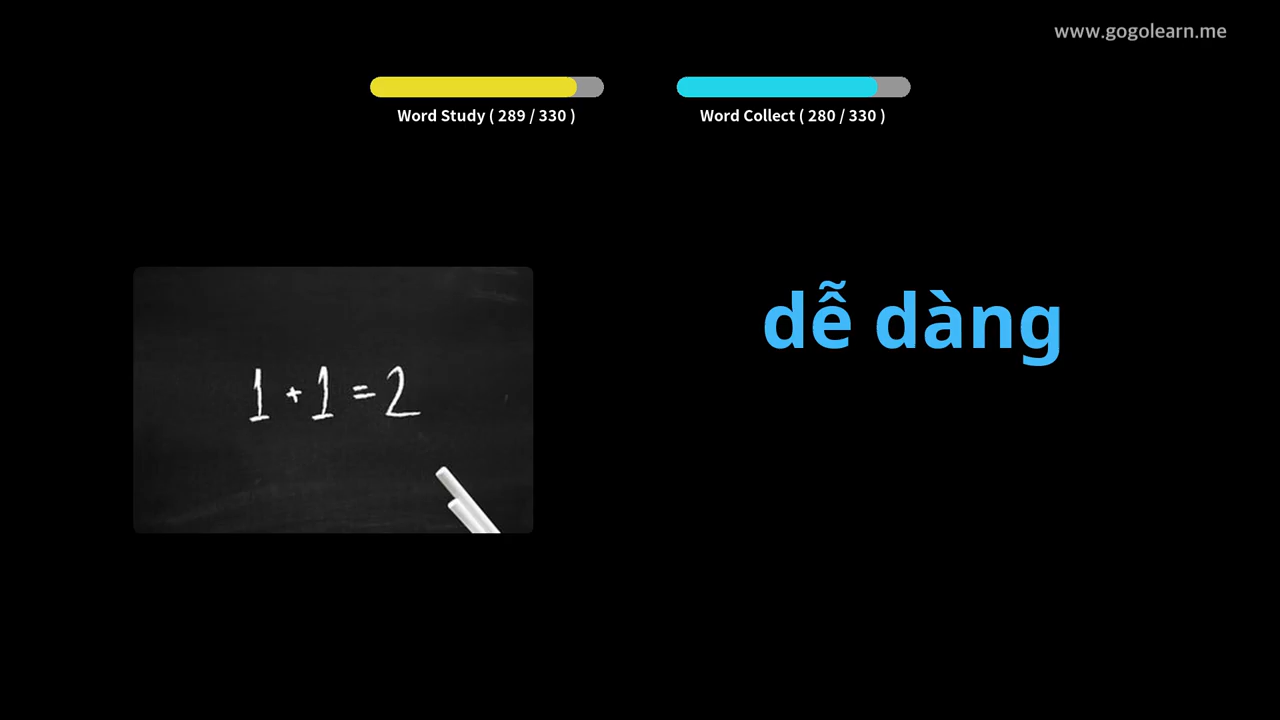 www.gogolearn.me
Word Study ( 289 / 330 )
Word Collect ( 280 / 330 )
1 + 1 = 2
dễ dàng